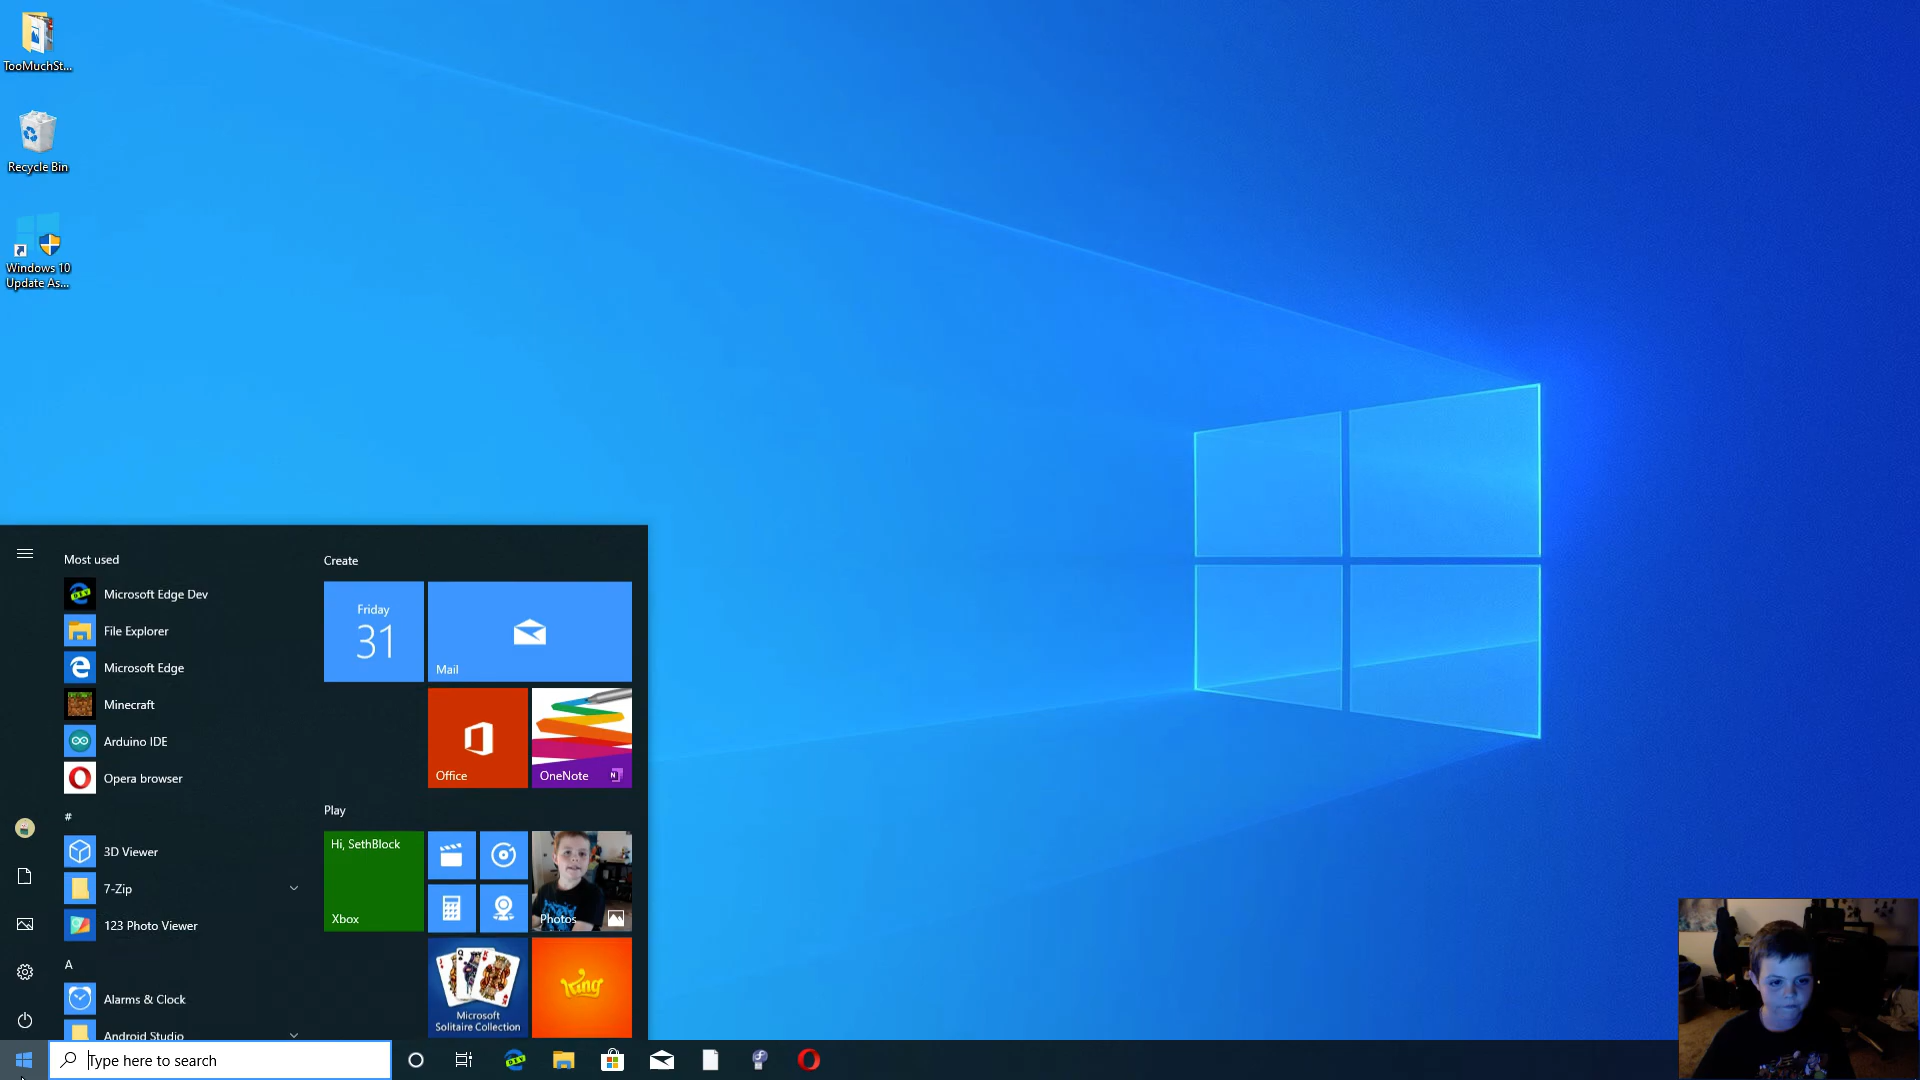 TooMuchSt...
Recycle Bin
Windows 10
Update As...
Most used
Microsoft Edge Dev
File Explorer
Microsoft Edge
Minecraft
Arduino IDE
Opera browser
#
3D Viewer
7-Zip
123 Photo Viewer
A
Alarms & Clock
Android Studio
Create
Friday
31
Mail
Office
OneNote
N
Play
Hi, SethBlock
Xbox
Photos
Microsoft
Solitaire Collection
King
Type here to search
DEV